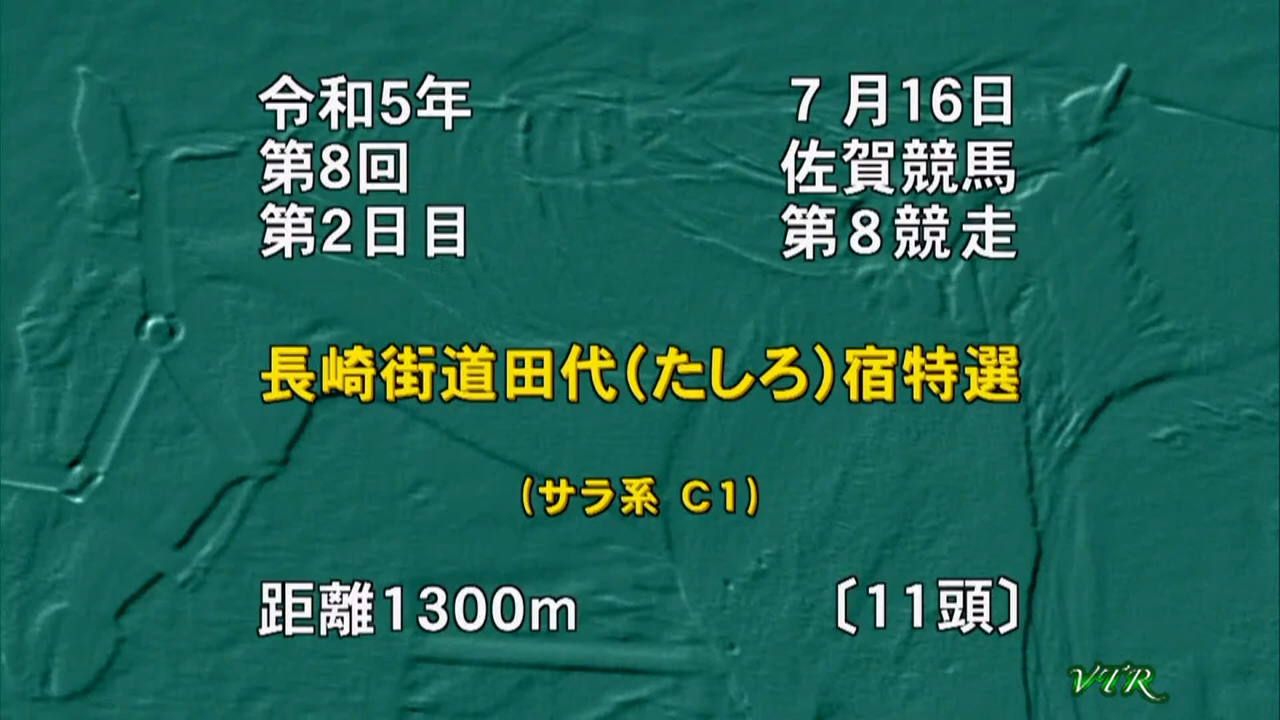 令和5年 7月16日
第8回 佐賀競馬
第2日目 第8競走
長崎街道田代(たしろ)宿特選
(サラ系 C1)
距離1300m 〔11頭〕
VTR